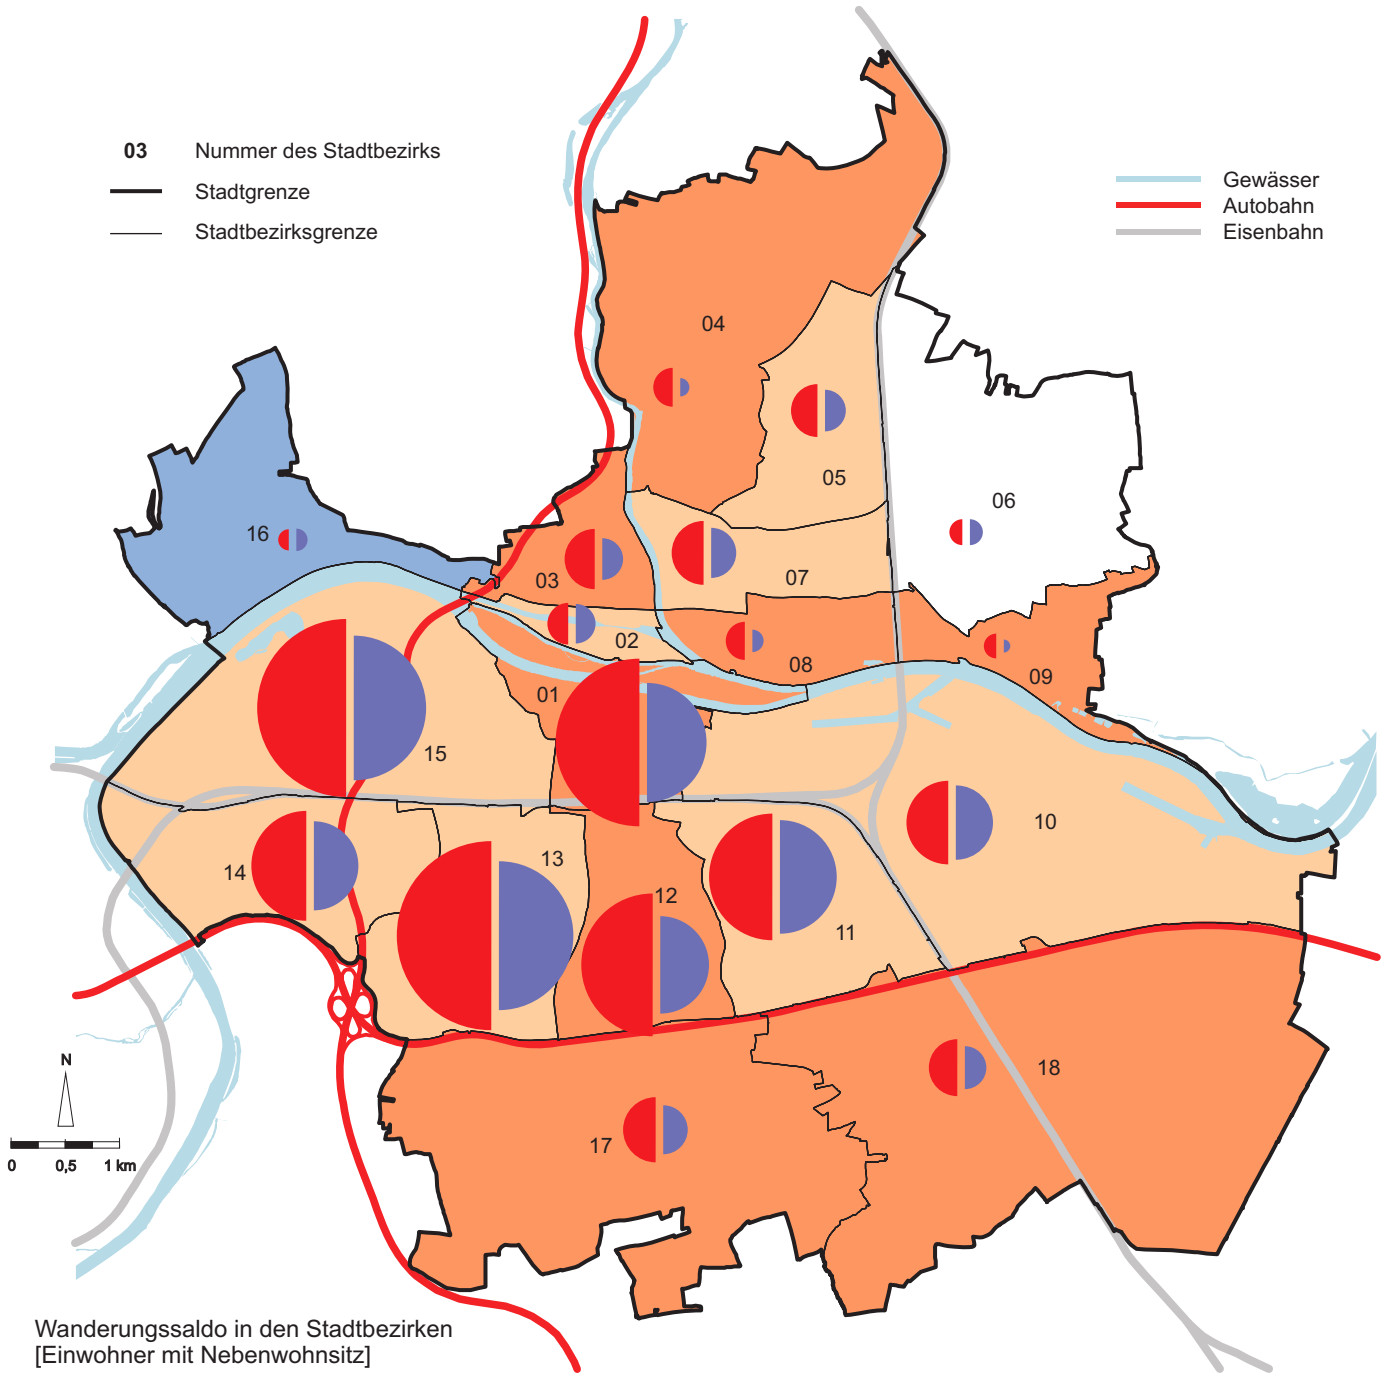 03 Nummer des Stadtbezirks
Stadtgrenze
Stadtbezirksgrenze
Gewässer
Autobahn
Eisenbahn
04
05
06
16
03
07
02
08
09
01
15
10
13
14
12
11
18
17
N
0 0,5 1 km
Wanderungssaldo in den Stadtbezirken
[Einwohner mit Nebenwohnsitz]